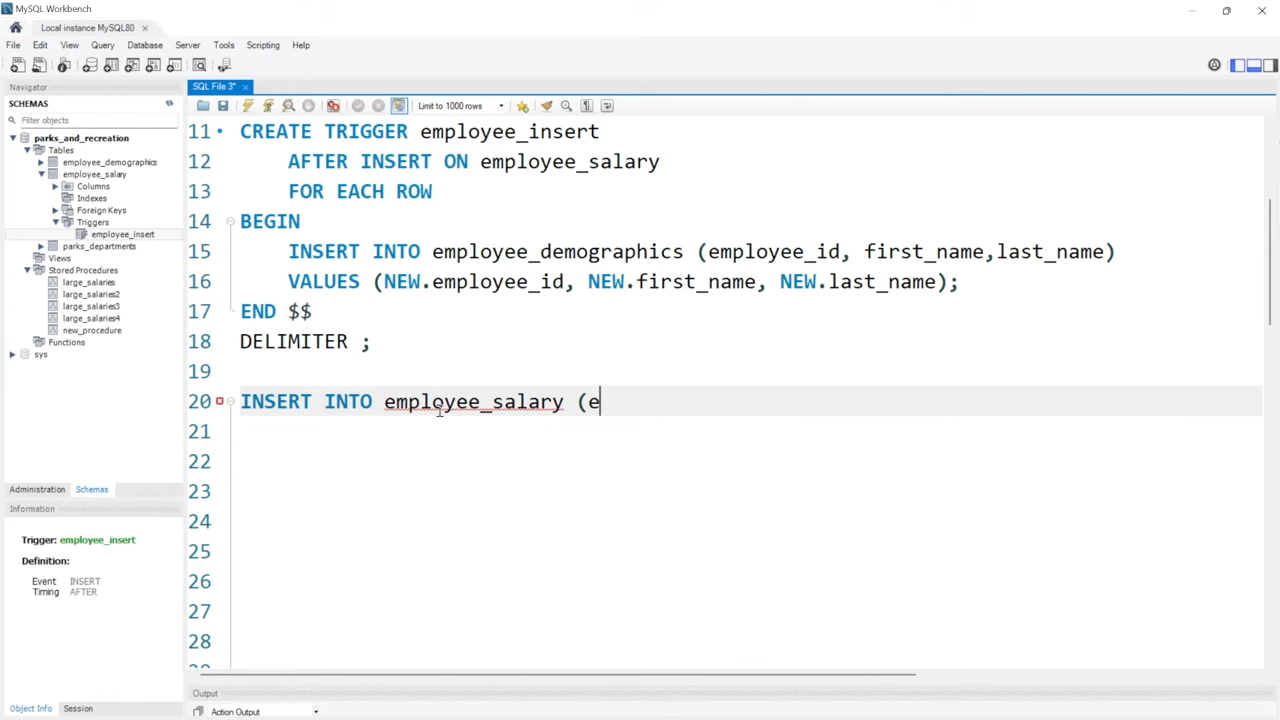 MySQL Workbench
Local instance MySQL80
File Edit View Query Database Server Tools Scripting Help
Navigator
SCHEMAS
Filter objects
parks_and_recreation
Tables
employee_demographics
employee_salary
Columns
Indexes
Foreign Keys
Triggers
employee_insert
parks_departments
Views
Stored Procedures
large_salaries
large_salaries2
large_salaries3
large_salaries4
new_procedure
Functions
sys
Administration Schemas
Information
Trigger: employee_insert
Definition:
Event INSERT
Timing AFTER
Object Info Session
SQL File 3*
Limit to 1000 rows
11 CREATE TRIGGER employee_insert
12 AFTER INSERT ON employee_salary
13 FOR EACH ROW
14 BEGIN
15 INSERT INTO employee_demographics (employee_id, first_name,last_name)
16 VALUES (NEW.employee_id, NEW.first_name, NEW.last_name);
17 END $$
18 DELIMITER ;
19
20 INSERT INTO employee_salary (e
21
22
23
24
25
26
27
28
Output
Action Output